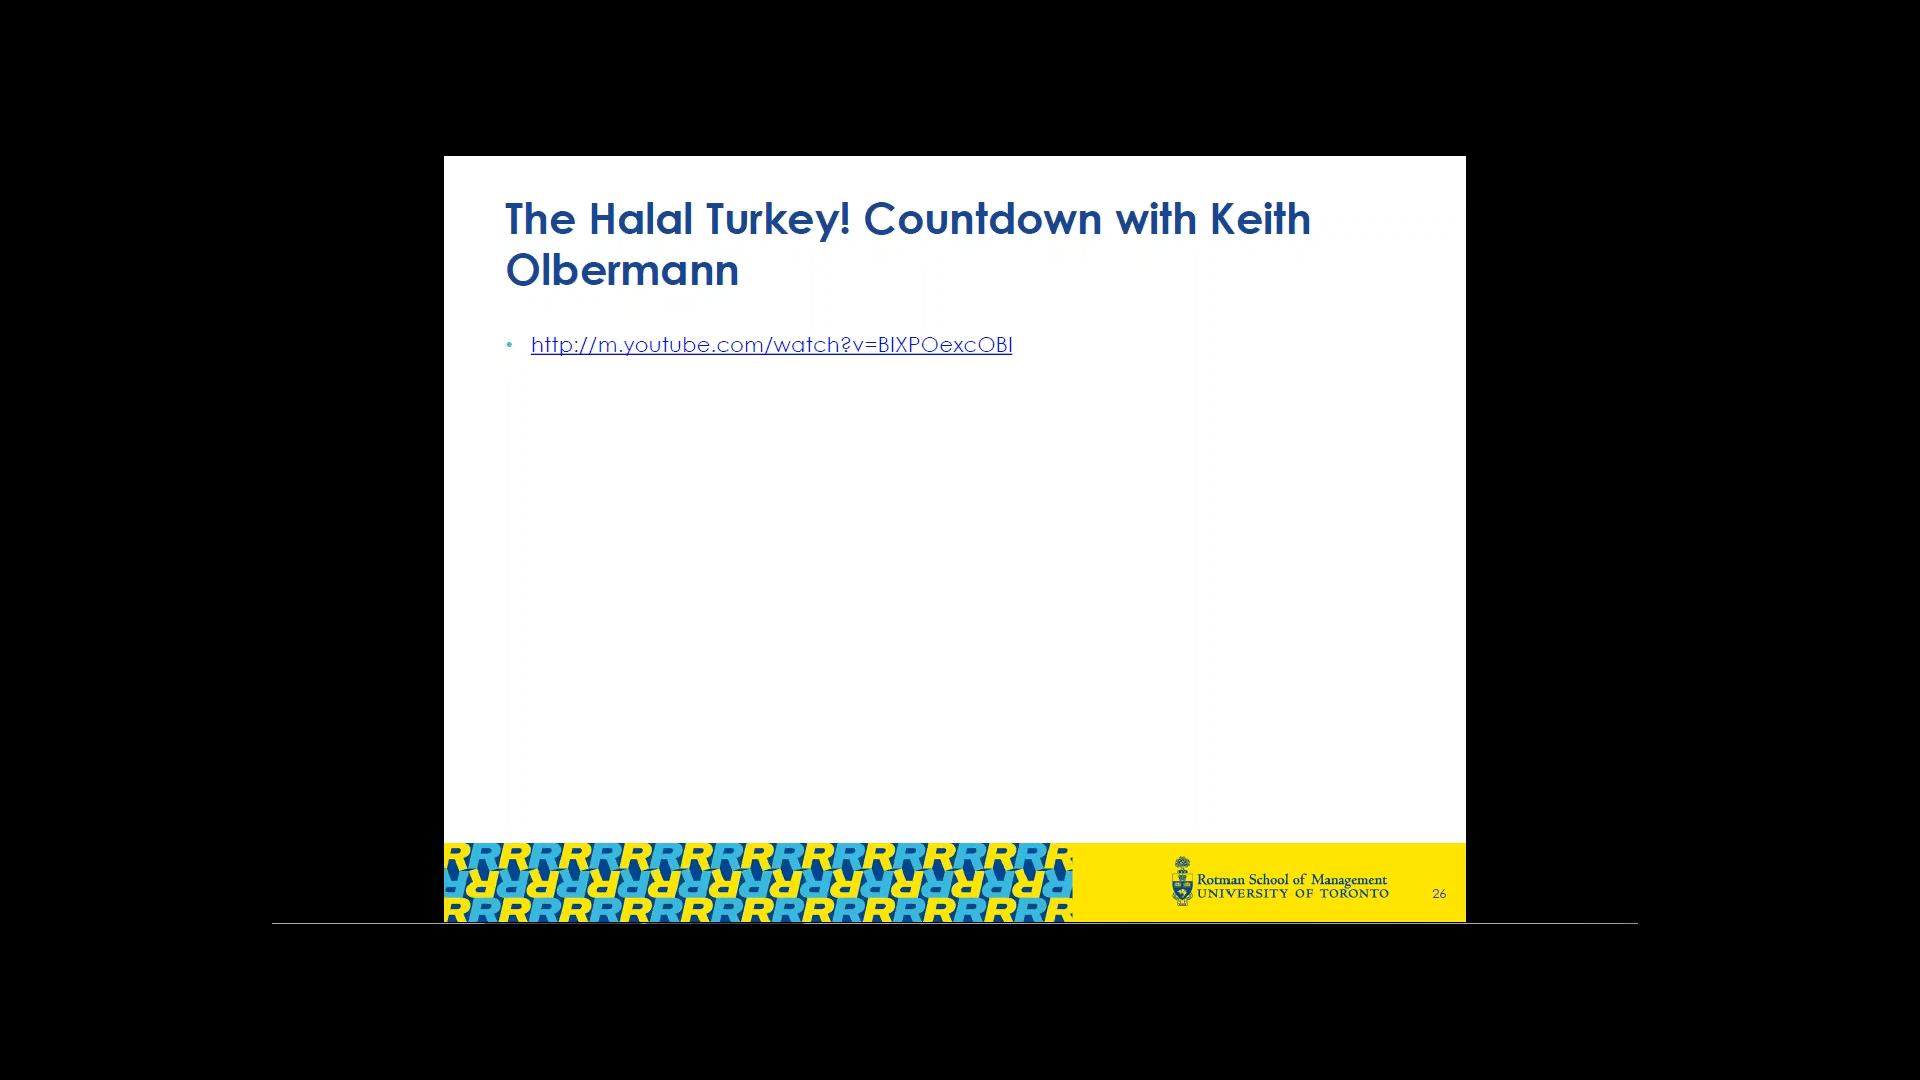 The Halal Turkey! Countdown with Keith
Olbermann
• http://m.youtube.com/watch?v=BIXPOexcOBI
Rotman School of Management
UNIVERSITY OF TORONTO
26